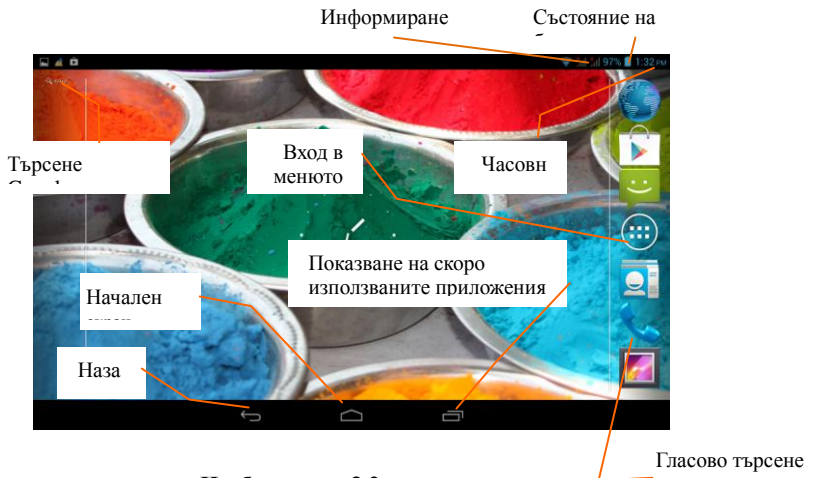 Информиране
Състояние на
97%
1:32 PM
Търсене
Вход в
менюто
Часовн
Показване на скоро
използваните приложения
Начален
Наза
Гласово търсене